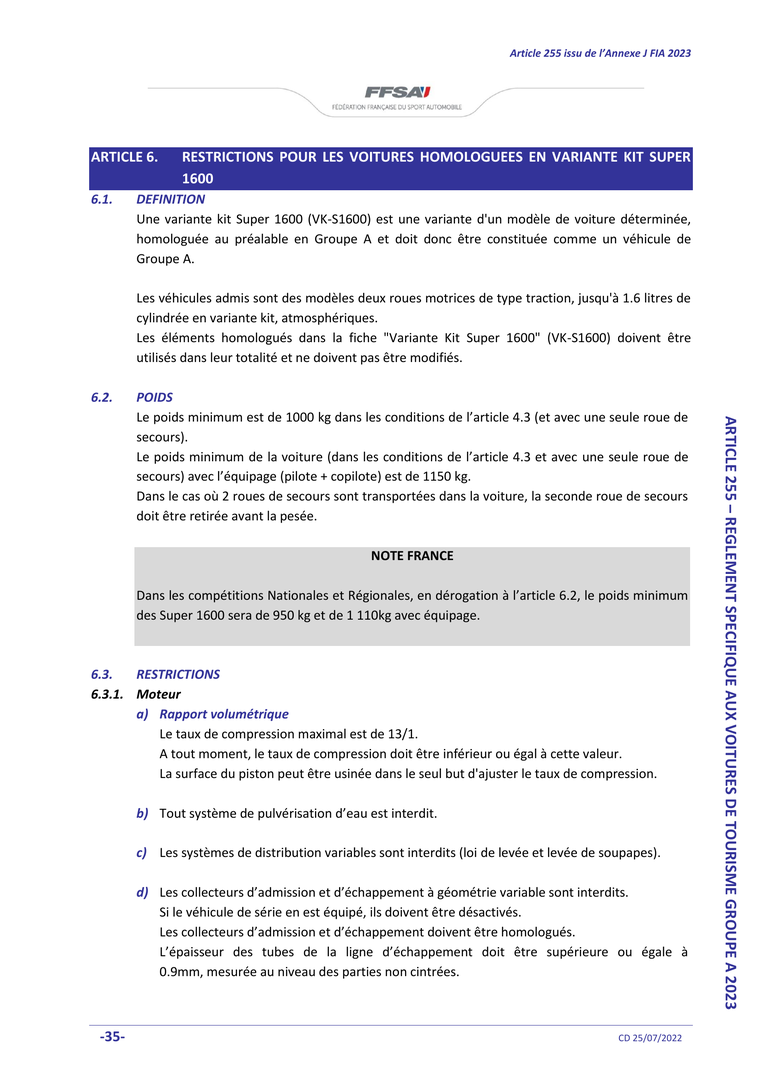 Article 255 issu de l’Annexe J FIA 2023
FFSA
FÉDÉRATION FRANÇAISE DU SPORT AUTOMOBILE
ARTICLE 6. RESTRICTIONS POUR LES VOITURES HOMOLOGUEES EN VARIANTE KIT SUPER
1600
6.1. DEFINITION
Une variante kit Super 1600 (VK-S1600) est une variante d'un modèle de voiture déterminée,
homologuée au préalable en Groupe A et doit donc être constituée comme un véhicule de
Groupe A.
Les véhicules admis sont des modèles deux roues motrices de type traction, jusqu'à 1.6 litres de
cylindrée en variante kit, atmosphériques.
Les éléments homologués dans la fiche "Variante Kit Super 1600" (VK-S1600) doivent être
utilisés dans leur totalité et ne doivent pas être modifiés.
6.2. POIDS
Le poids minimum est de 1000 kg dans les conditions de l’article 4.3 (et avec une seule roue de
secours).
Le poids minimum de la voiture (dans les conditions de l’article 4.3 et avec une seule roue de
secours) avec l’équipage (pilote + copilote) est de 1150 kg.
Dans le cas où 2 roues de secours sont transportées dans la voiture, la seconde roue de secours
doit être retirée avant la pesée.
NOTE FRANCE
Dans les compétitions Nationales et Régionales, en dérogation à l’article 6.2, le poids minimum
des Super 1600 sera de 950 kg et de 1 110kg avec équipage.
6.3. RESTRICTIONS
6.3.1. Moteur
a) Rapport volumétrique
Le taux de compression maximal est de 13/1.
A tout moment, le taux de compression doit être inférieur ou égal à cette valeur.
La surface du piston peut être usinée dans le seul but d'ajuster le taux de compression.
b) Tout système de pulvérisation d’eau est interdit.
c) Les systèmes de distribution variables sont interdits (loi de levée et levée de soupapes).
d) Les collecteurs d’admission et d’échappement à géométrie variable sont interdits.
Si le véhicule de série en est équipé, ils doivent être désactivés.
Les collecteurs d’admission et d’échappement doivent être homologués.
L’épaisseur des tubes de la ligne d’échappement doit être supérieure ou égale à
0.9mm, mesurée au niveau des parties non cintrées.
ARTICLE 255 – REGLEMENT SPECIFIQUE AUX VOITURES DE TOURISME GROUPE A 2023
-35-
CD 25/07/2022